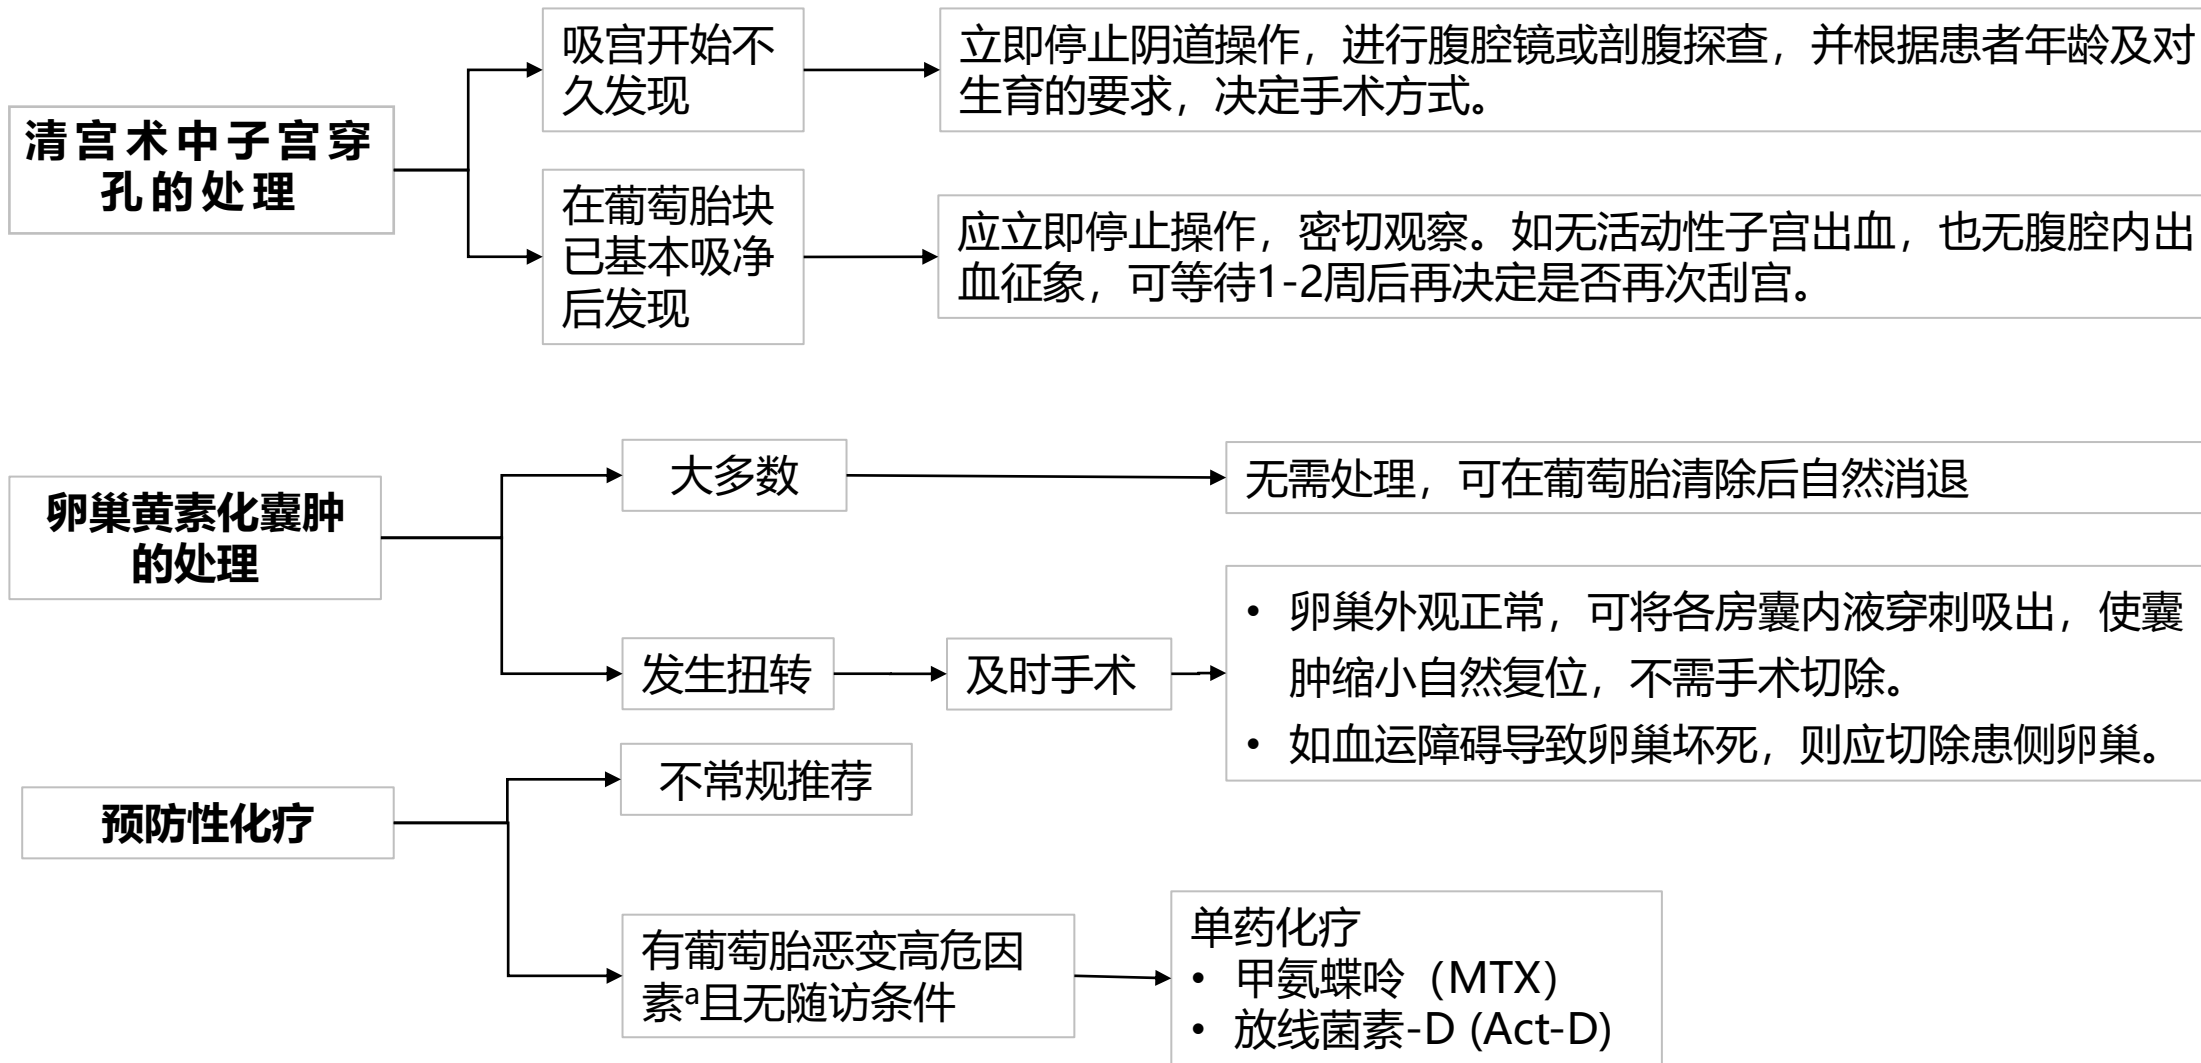 清宫术中子宫穿
孔的处理
吸宫开始不
久发现
立即停止阴道操作，进行腹腔镜或剖腹探查，并根据患者年龄及对
生育的要求，决定手术方式。
在葡萄胎块
已基本吸净
后发现
应立即停止操作，密切观察。如无活动性子宫出血，也无腹腔内出
血征象，可等待1-2周后再决定是否再次刮宫。
卵巢黄素化囊肿
的处理
大多数
无需处理，可在葡萄胎清除后自然消退
发生扭转
及时手术
• 卵巢外观正常，可将各房囊内液穿刺吸出，使囊
肿缩小自然复位，不需手术切除。
• 如血运障碍导致卵巢坏死，则应切除患侧卵巢。
预防性化疗
不常规推荐
有葡萄胎恶变高危因
素ᵃ且无随访条件
单药化疗
• 甲氨蝶呤（MTX）
• 放线菌素-D (Act-D)